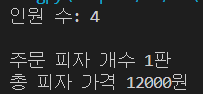 인원 수: 4
주문 피자 개수 1판
총 피자 가격 12000원